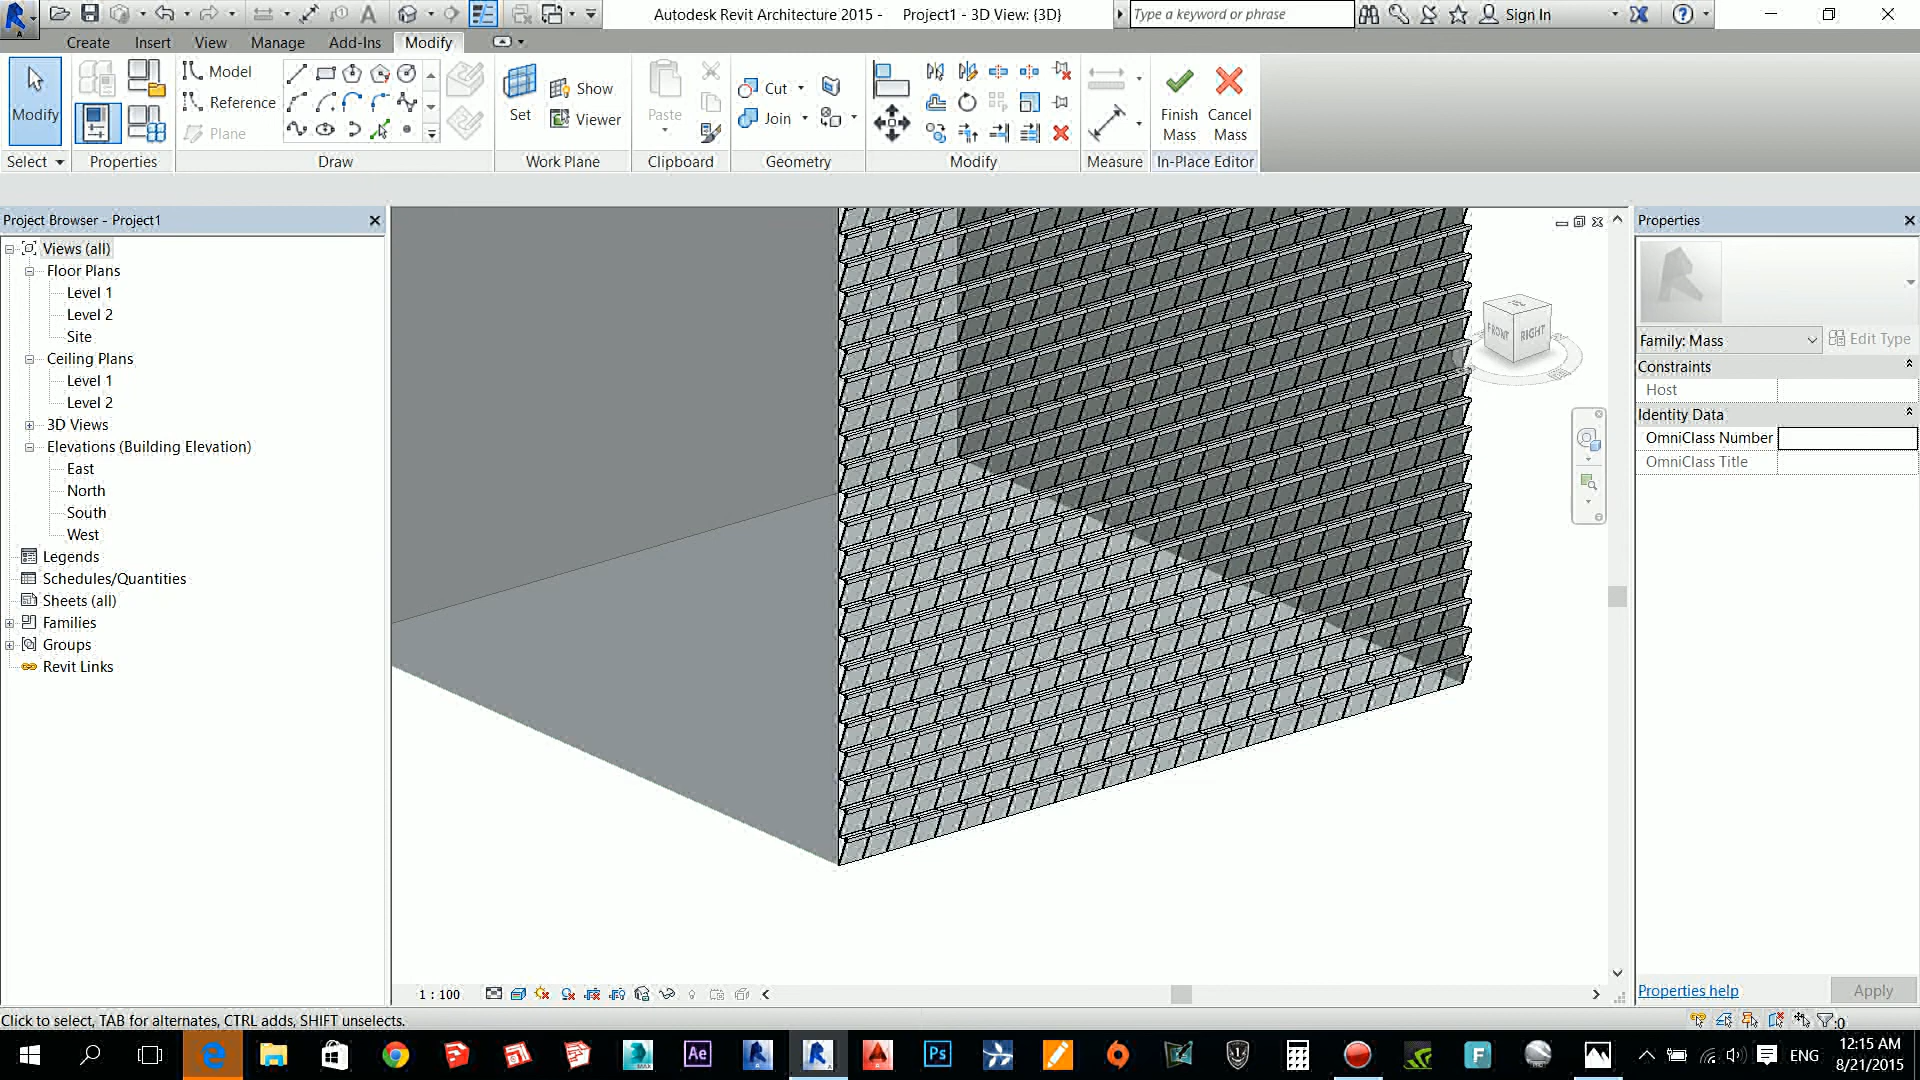 Autodesk Revit Architecture 2015 - Project1 - 3D View: {3D}
Type a keyword or phrase
Sign In
Create Insert View Manage Add-Ins Modify
Modify
Model
Reference
Plane
Set
Show
Viewer
Paste
Cut
Join
Finish Mass
Cancel Mass
Select Properties Draw Work Plane Clipboard Geometry Modify Measure In-Place Editor
Project Browser - Project1
Views (all)
Floor Plans
Level 1
Level 2
Site
Ceiling Plans
Level 1
Level 2
3D Views
Elevations (Building Elevation)
East
North
South
West
Legends
Schedules/Quantities
Sheets (all)
Families
Groups
Revit Links
FRONT RIGHT
Properties
Family: Mass
Edit Type
Constraints
Host
Identity Data
OmniClass Number
OmniClass Title
Properties help
Apply
1 : 100
Click to select, TAB for alternates, CTRL adds, SHIFT unselects.
:0
Ae
Ps
F
ENG
12:15 AM
8/21/2015